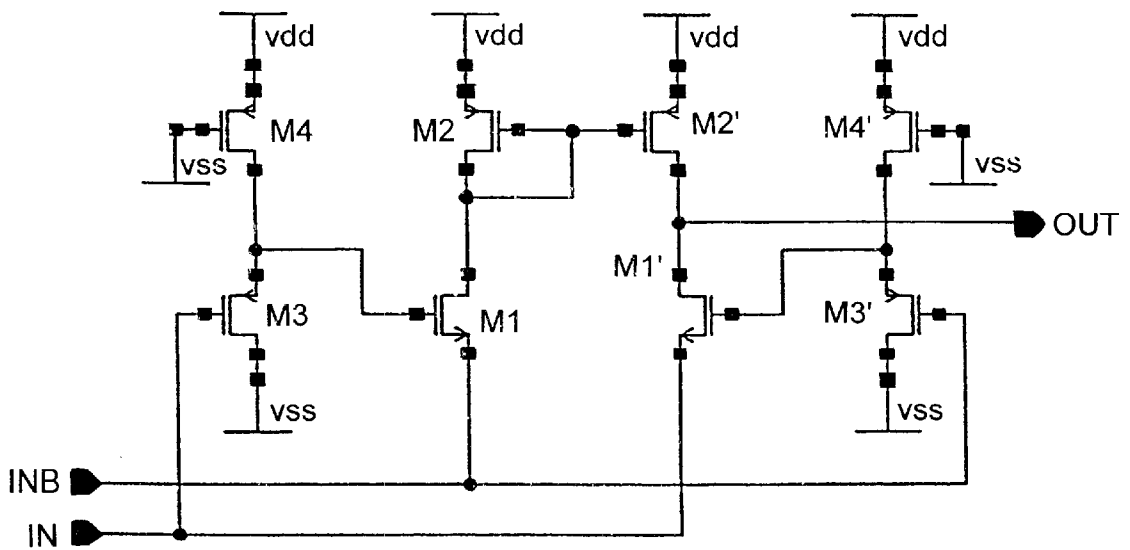 vdd vdd vdd vdd
M4 M2 M2' M4'
vss vss
OUT
M1'
M3 M1 M3'
vss vss
INB
IN